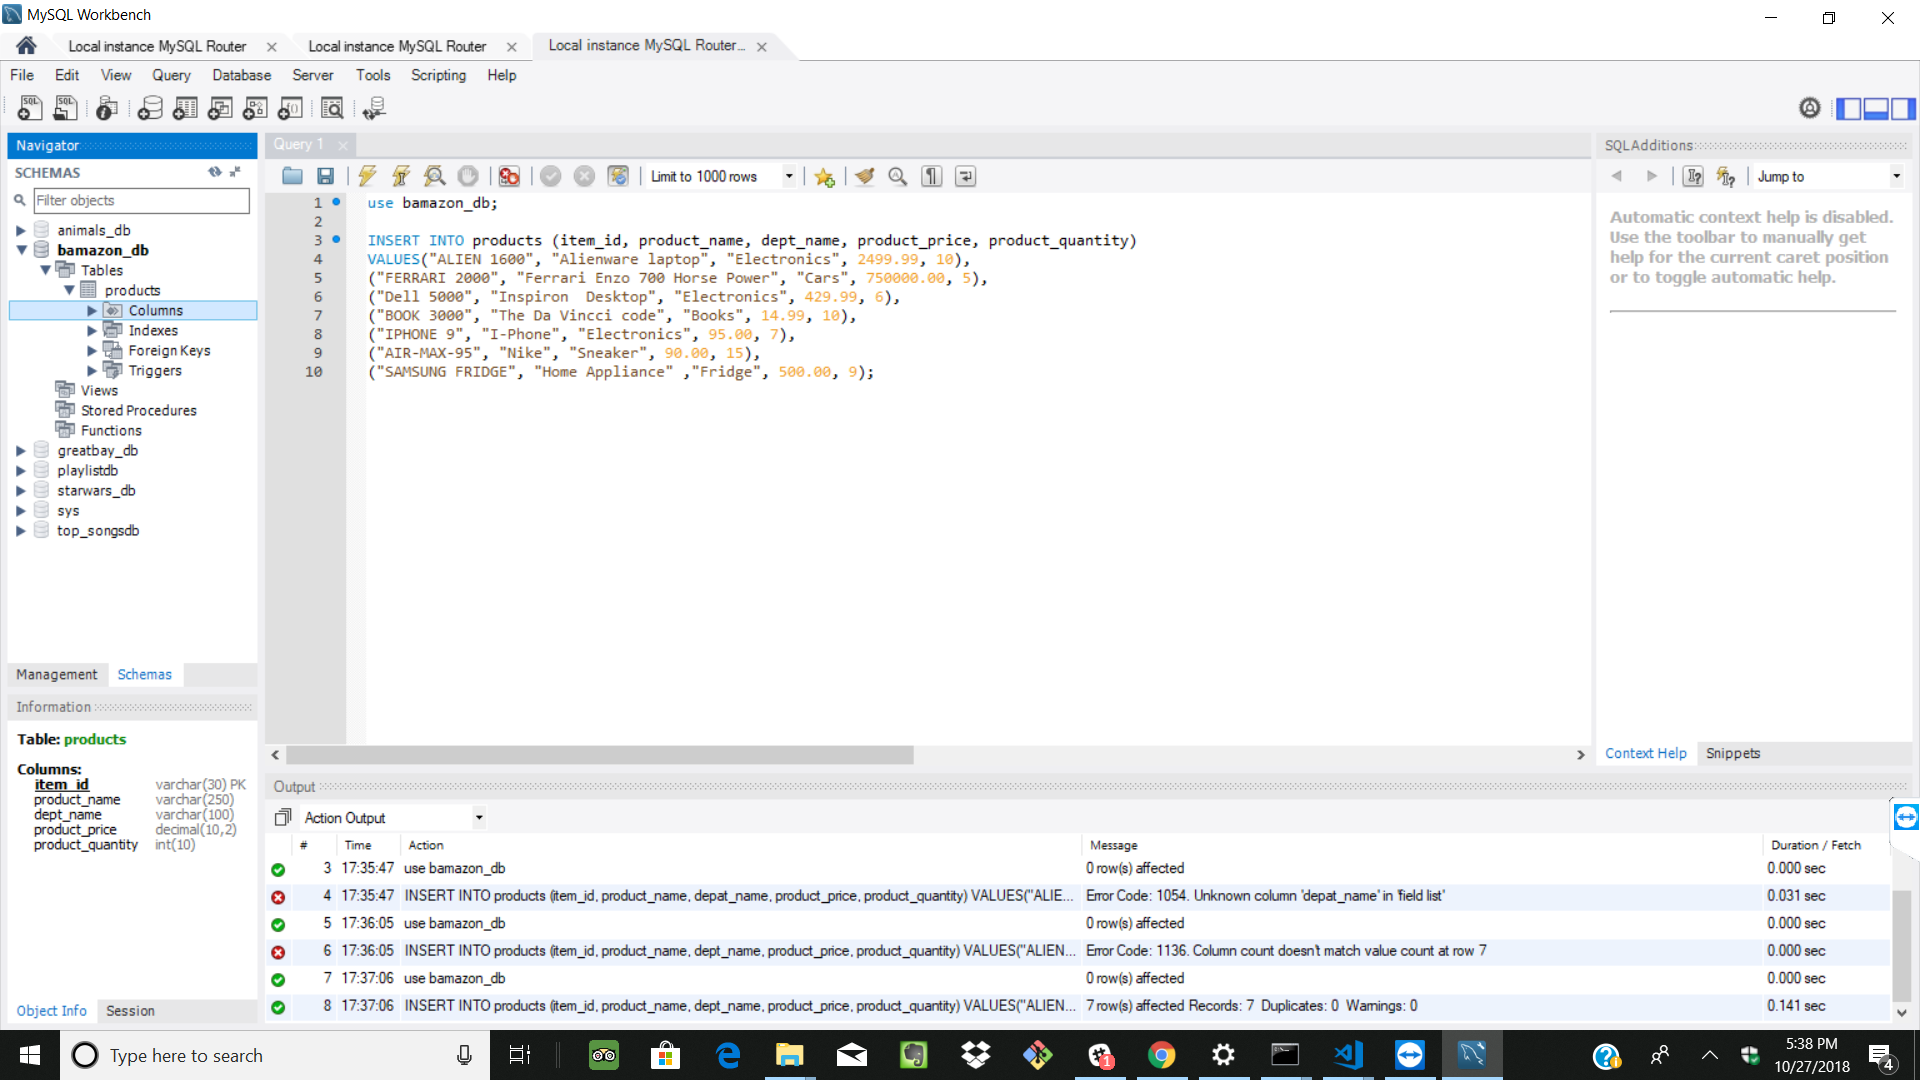 MySQL Workbench
Local instance MySQL Router
Local instance MySQL Router
Local instance MySQL Router...
File Edit View Query Database Server Tools Scripting Help
Navigator
SCHEMAS
Filter objects
animals_db
bamazon_db
Tables
products
Columns
Indexes
Foreign Keys
Triggers
Views
Stored Procedures
Functions
greatbay_db
playlistdb
starwars_db
sys
top_songsdb
Management Schemas
Information
Table: products
Columns:
item_id varchar(30) PK
product_name varchar(250)
dept_name varchar(100)
product_price decimal(10,2)
product_quantity int(10)
Object Info Session
Query 1
Limit to 1000 rows
1 use bamazon_db;
2
3 INSERT INTO products (item_id, product_name, dept_name, product_price, product_quantity)
4 VALUES("ALIEN 1600", "Alienware laptop", "Electronics", 2499.99, 10),
5 ("FERRARI 2000", "Ferrari Enzo 700 Horse Power", "Cars", 750000.00, 5),
6 ("Dell 5000", "Inspiron  Desktop", "Electronics", 429.99, 6),
7 ("BOOK 3000", "The Da Vincci code", "Books", 14.99, 10),
8 ("IPHONE 9", "I-Phone", "Electronics", 95.00, 7),
9 ("AIR-MAX-95", "Nike", "Sneaker", 90.00, 15),
10 ("SAMSUNG FRIDGE", "Home Appliance" ,"Fridge", 500.00, 9);
SQLAdditions
Jump to
Automatic context help is disabled.
Use the toolbar to manually get
help for the current caret position
or to toggle automatic help.
Context Help Snippets
Output
Action Output
# Time Action Message Duration / Fetch
3 17:35:47 use bamazon_db 0 row(s) affected 0.000 sec
4 17:35:47 INSERT INTO products (item_id, product_name, depat_name, product_price, product_quantity) VALUES("ALIE... Error Code: 1054. Unknown column 'depat_name' in 'field list' 0.031 sec
5 17:36:05 use bamazon_db 0 row(s) affected 0.000 sec
6 17:36:05 INSERT INTO products (item_id, product_name, dept_name, product_price, product_quantity) VALUES("ALIEN... Error Code: 1136. Column count doesn't match value count at row 7 0.000 sec
7 17:37:06 use bamazon_db 0 row(s) affected 0.000 sec
8 17:37:06 INSERT INTO products (item_id, product_name, dept_name, product_price, product_quantity) VALUES("ALIEN... 7 row(s) affected Records: 7  Duplicates: 0  Warnings: 0 0.141 sec
Type here to search
1
5:38 PM
10/27/2018
4